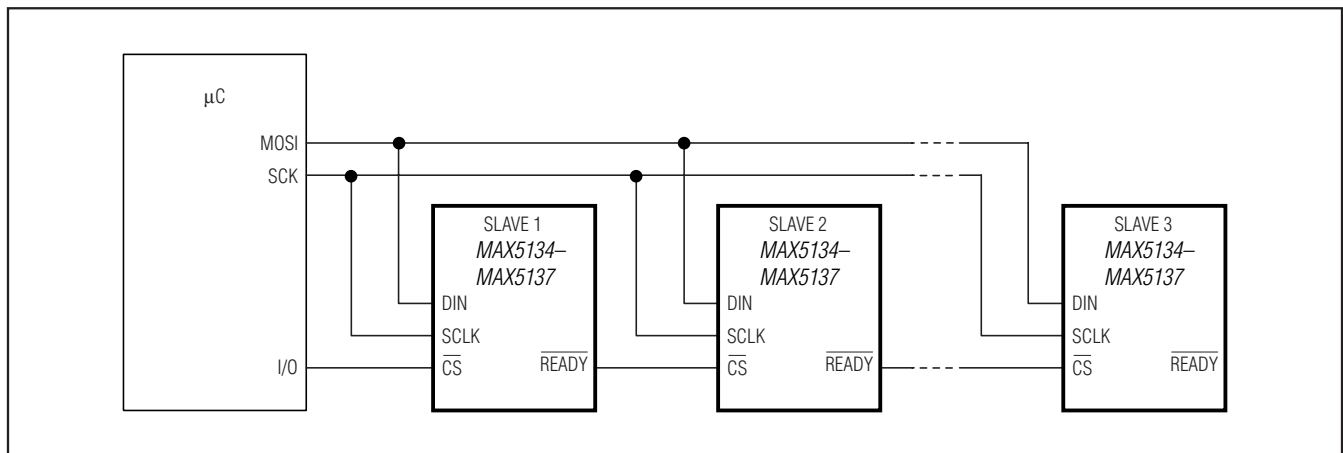 μC
MOSI
SCK
I/O
SLAVE 1
MAX5134–
MAX5137
DIN
SCLK
CS
READY
SLAVE 2
MAX5134–
MAX5137
DIN
SCLK
CS
READY
SLAVE 3
MAX5134–
MAX5137
DIN
SCLK
CS
READY